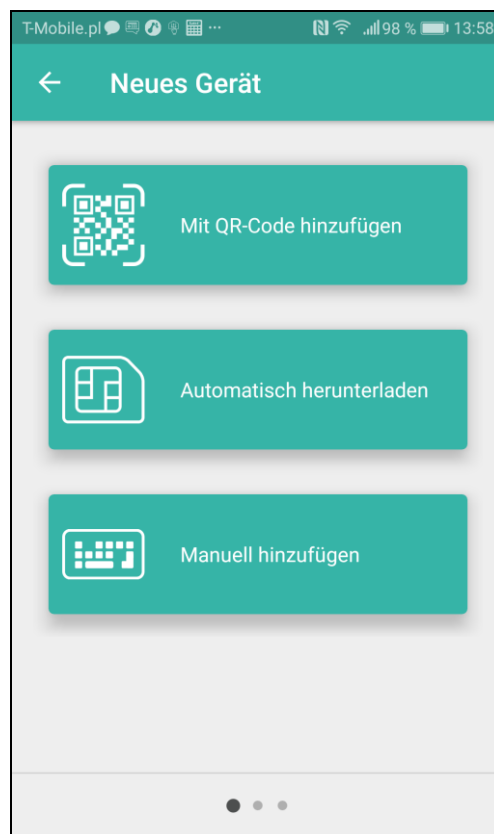 T-Mobile.pl 98 % 13:58
Neues Gerät
Mit QR-Code hinzufügen
Automatisch herunterladen
Manuell hinzufügen